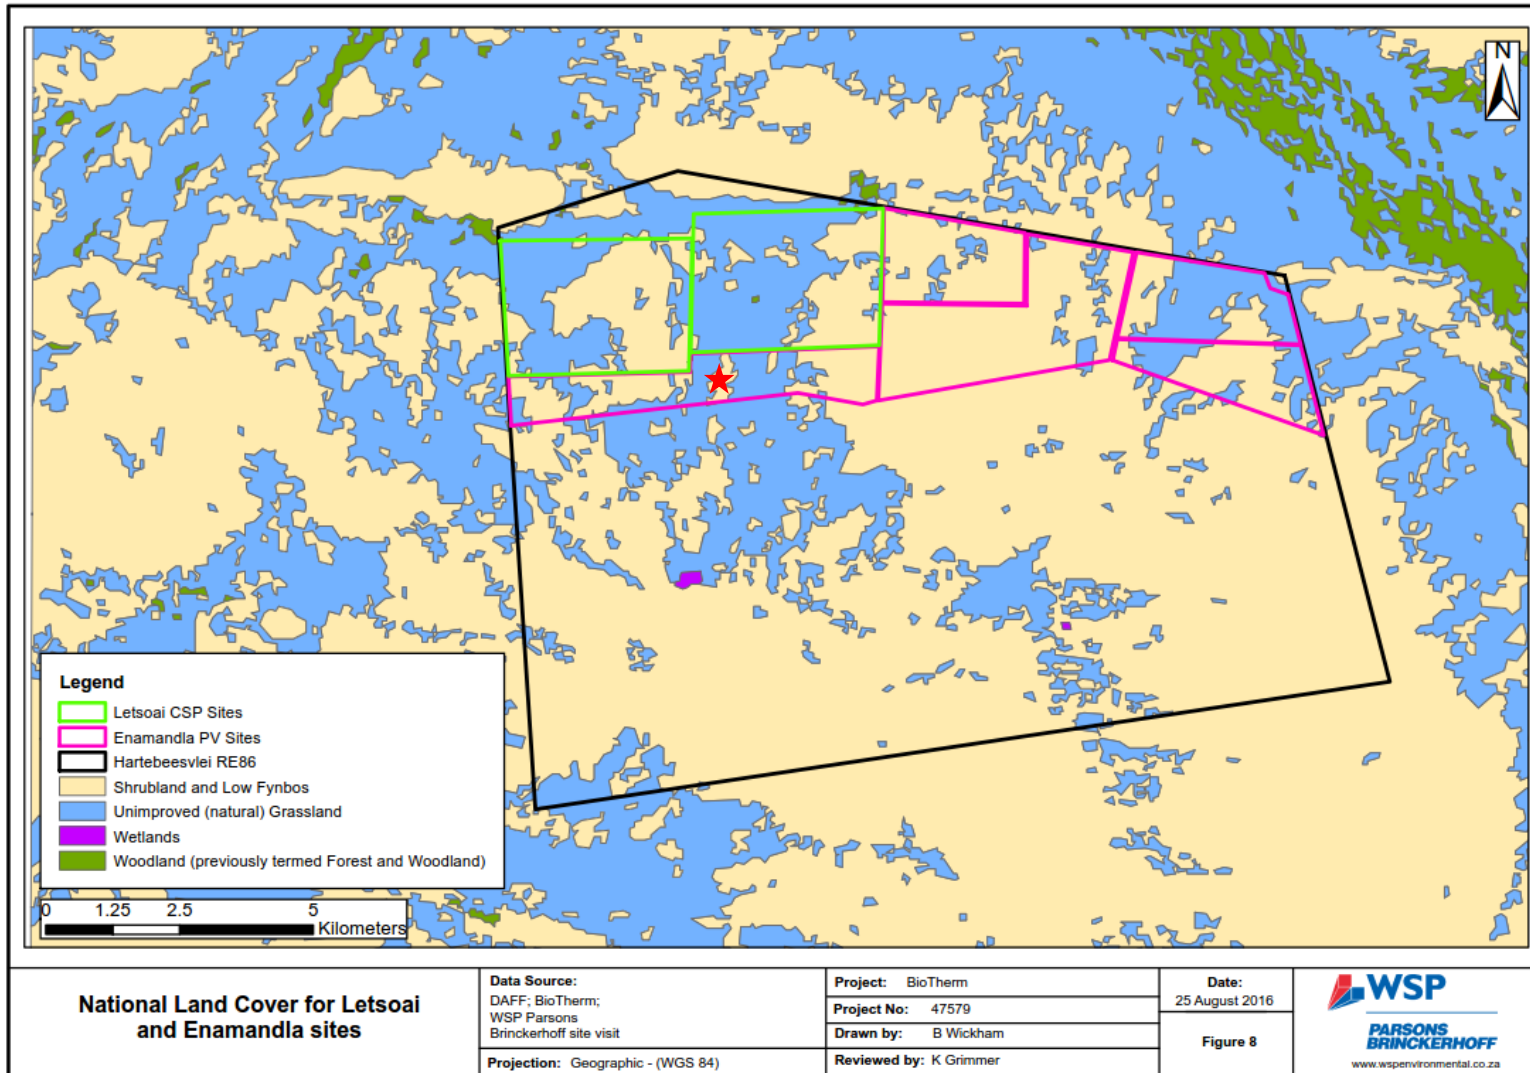 N
Legend
Letsoai CSP Sites
Enamandla PV Sites
Hartebeesvlei RE86
Shrubland and Low Fynbos
Unimproved (natural) Grassland
Wetlands
Woodland (previously termed Forest and Woodland)
0 1.25 2.5 5
Kilometers
National Land Cover for Letsoai
and Enamandla sites
Data Source:
DAFF; BioTherm;
WSP Parsons
Brinckerhoff site visit
Projection: Geographic - (WGS 84)
Project: BioTherm
Project No: 47579
Drawn by: B Wickham
Reviewed by: K Grimmer
Date:
25 August 2016
Figure 8
WSP
PARSONS
BRINCKERHOFF
www.wspenvironmental.co.za